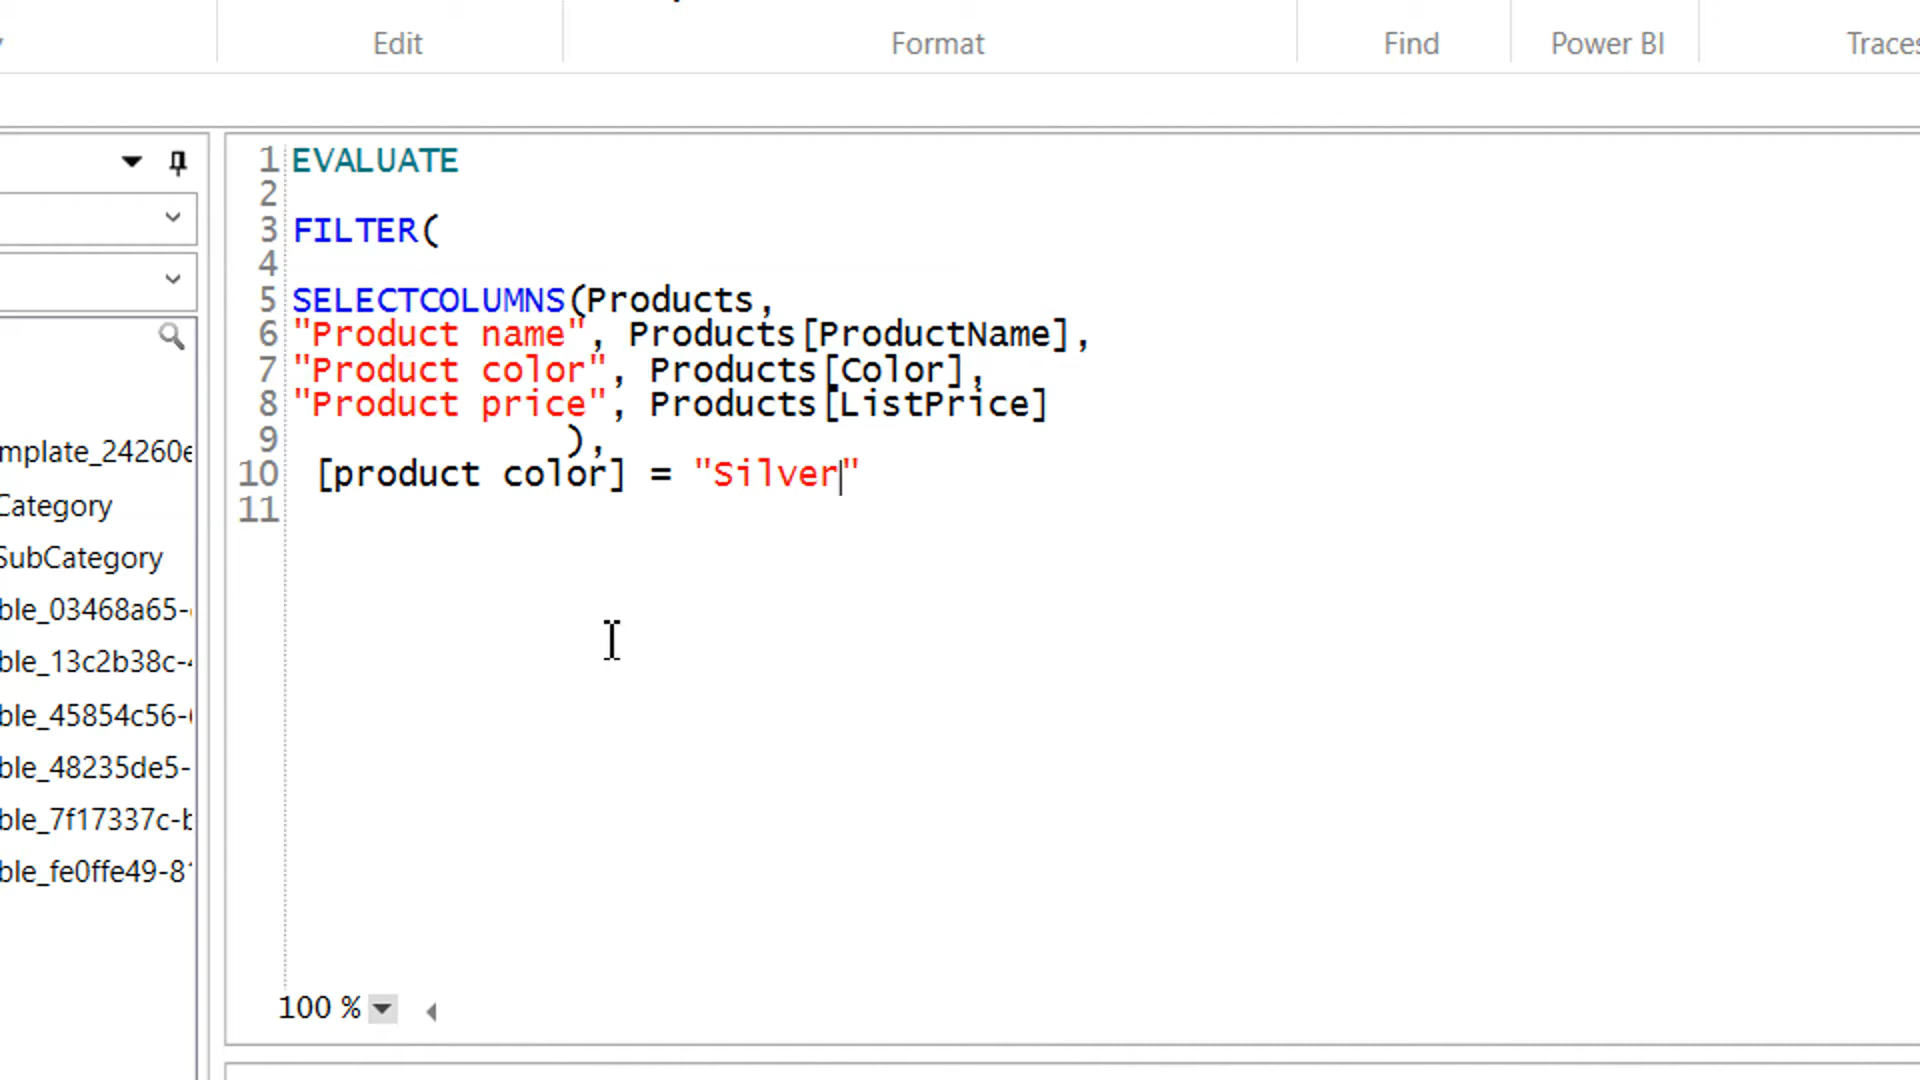 Edit
Format
Find
Power BI
Traces
1 EVALUATE
2
3 FILTER(
4
5 SELECTCOLUMNS(Products,
6 "Product name", Products[ProductName],
7 "Product color", Products[Color],
8 "Product price", Products[ListPrice]
9 ),
10 [product color] = "Silver"
11
mplate_24260e
Category
SubCategory
ble_03468a65-
ble_13c2b38c-
ble_45854c56-
ble_48235de5-
ble_7f17337c-b
ble_fe0ffe49-8
100 %